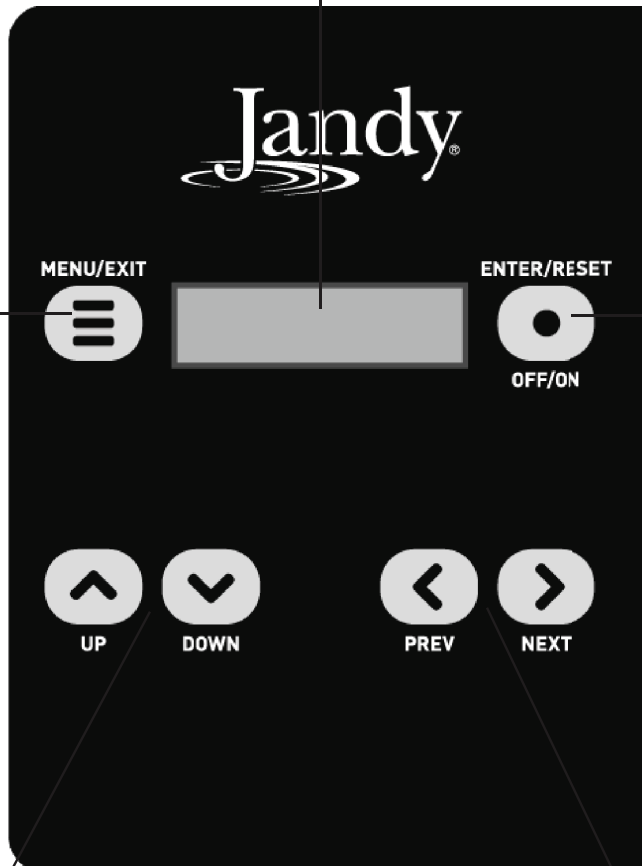 Jandy®
MENU/EXIT
ENTER/RESET
OFF/ON
UP
DOWN
PREV
NEXT